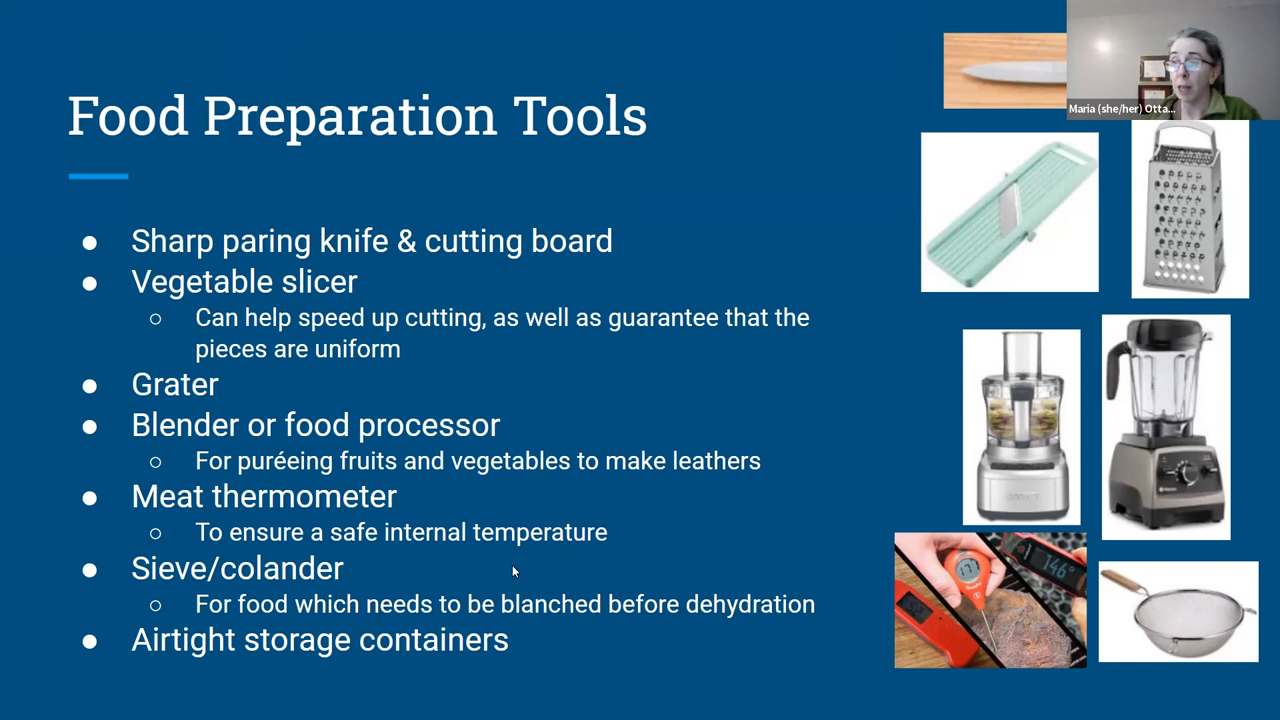 Maria (she/her) Otta...
Food Preparation Tools
● Sharp paring knife & cutting board
● Vegetable slicer
○ Can help speed up cutting, as well as guarantee that the
pieces are uniform
● Grater
● Blender or food processor
○ For puréeing fruits and vegetables to make leathers
● Meat thermometer
○ To ensure a safe internal temperature
● Sieve/colander
○ For food which needs to be blanched before dehydration
● Airtight storage containers
171
146°